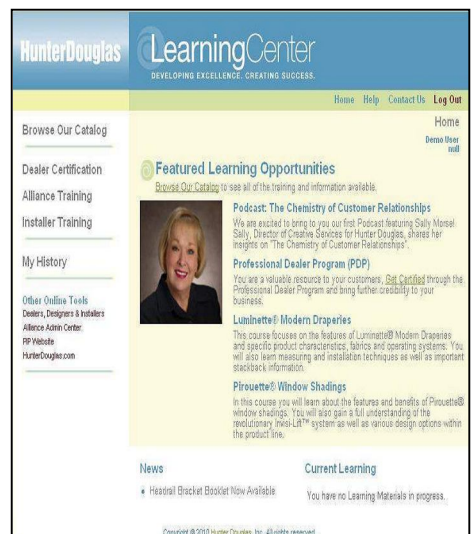 HunterDouglas
LearningCenter
DEVELOPING EXCELLENCE. CREATING SUCCESS.
Home Help Contact Us Log Out
Browse Our Catalog
Dealer Certification
Alliance Training
Installer Training
My History
Other Online Tools
Dealers, Designers & Installers
Alliance Admin Center
PIP Website
HunterDouglas.com
Home
Demo User
null
Featured Learning Opportunities
Browse Our Catalog to see all of the training and information available.
Podcast: The Chemistry of Customer Relationships
We are excited to bring to you our first Podcast featuring Sally Morse!
Sally, Director of Creative Services for Hunter Douglas, shares her
insights on "The Chemistry of Customer Relationships".
Professional Dealer Program (PDP)
You are a valuable resource to your customers, Get Certified through the
Professional Dealer Program and bring further credibility to your
business.
Luminette® Modern Draperies
This course focuses on the features of Luminette® Modern Draperies
and specific product characteristics, fabrics and operating systems. You
will also learn measuring and installation techniques as well as important
stackback information.
Pirouette® Window Shadings
In this course you will learn about the features and benefits of Pirouette®
window shadings. You will also gain a full understanding of the
revolutionary Invisi-Lift™ system as well as various design options within
the product line.
News
Headrail Bracket Booklet Now Available
Current Learning
You have no Learning Materials in progress.
Copyright © 2010 Hunter Douglas, Inc. All rights reserved.